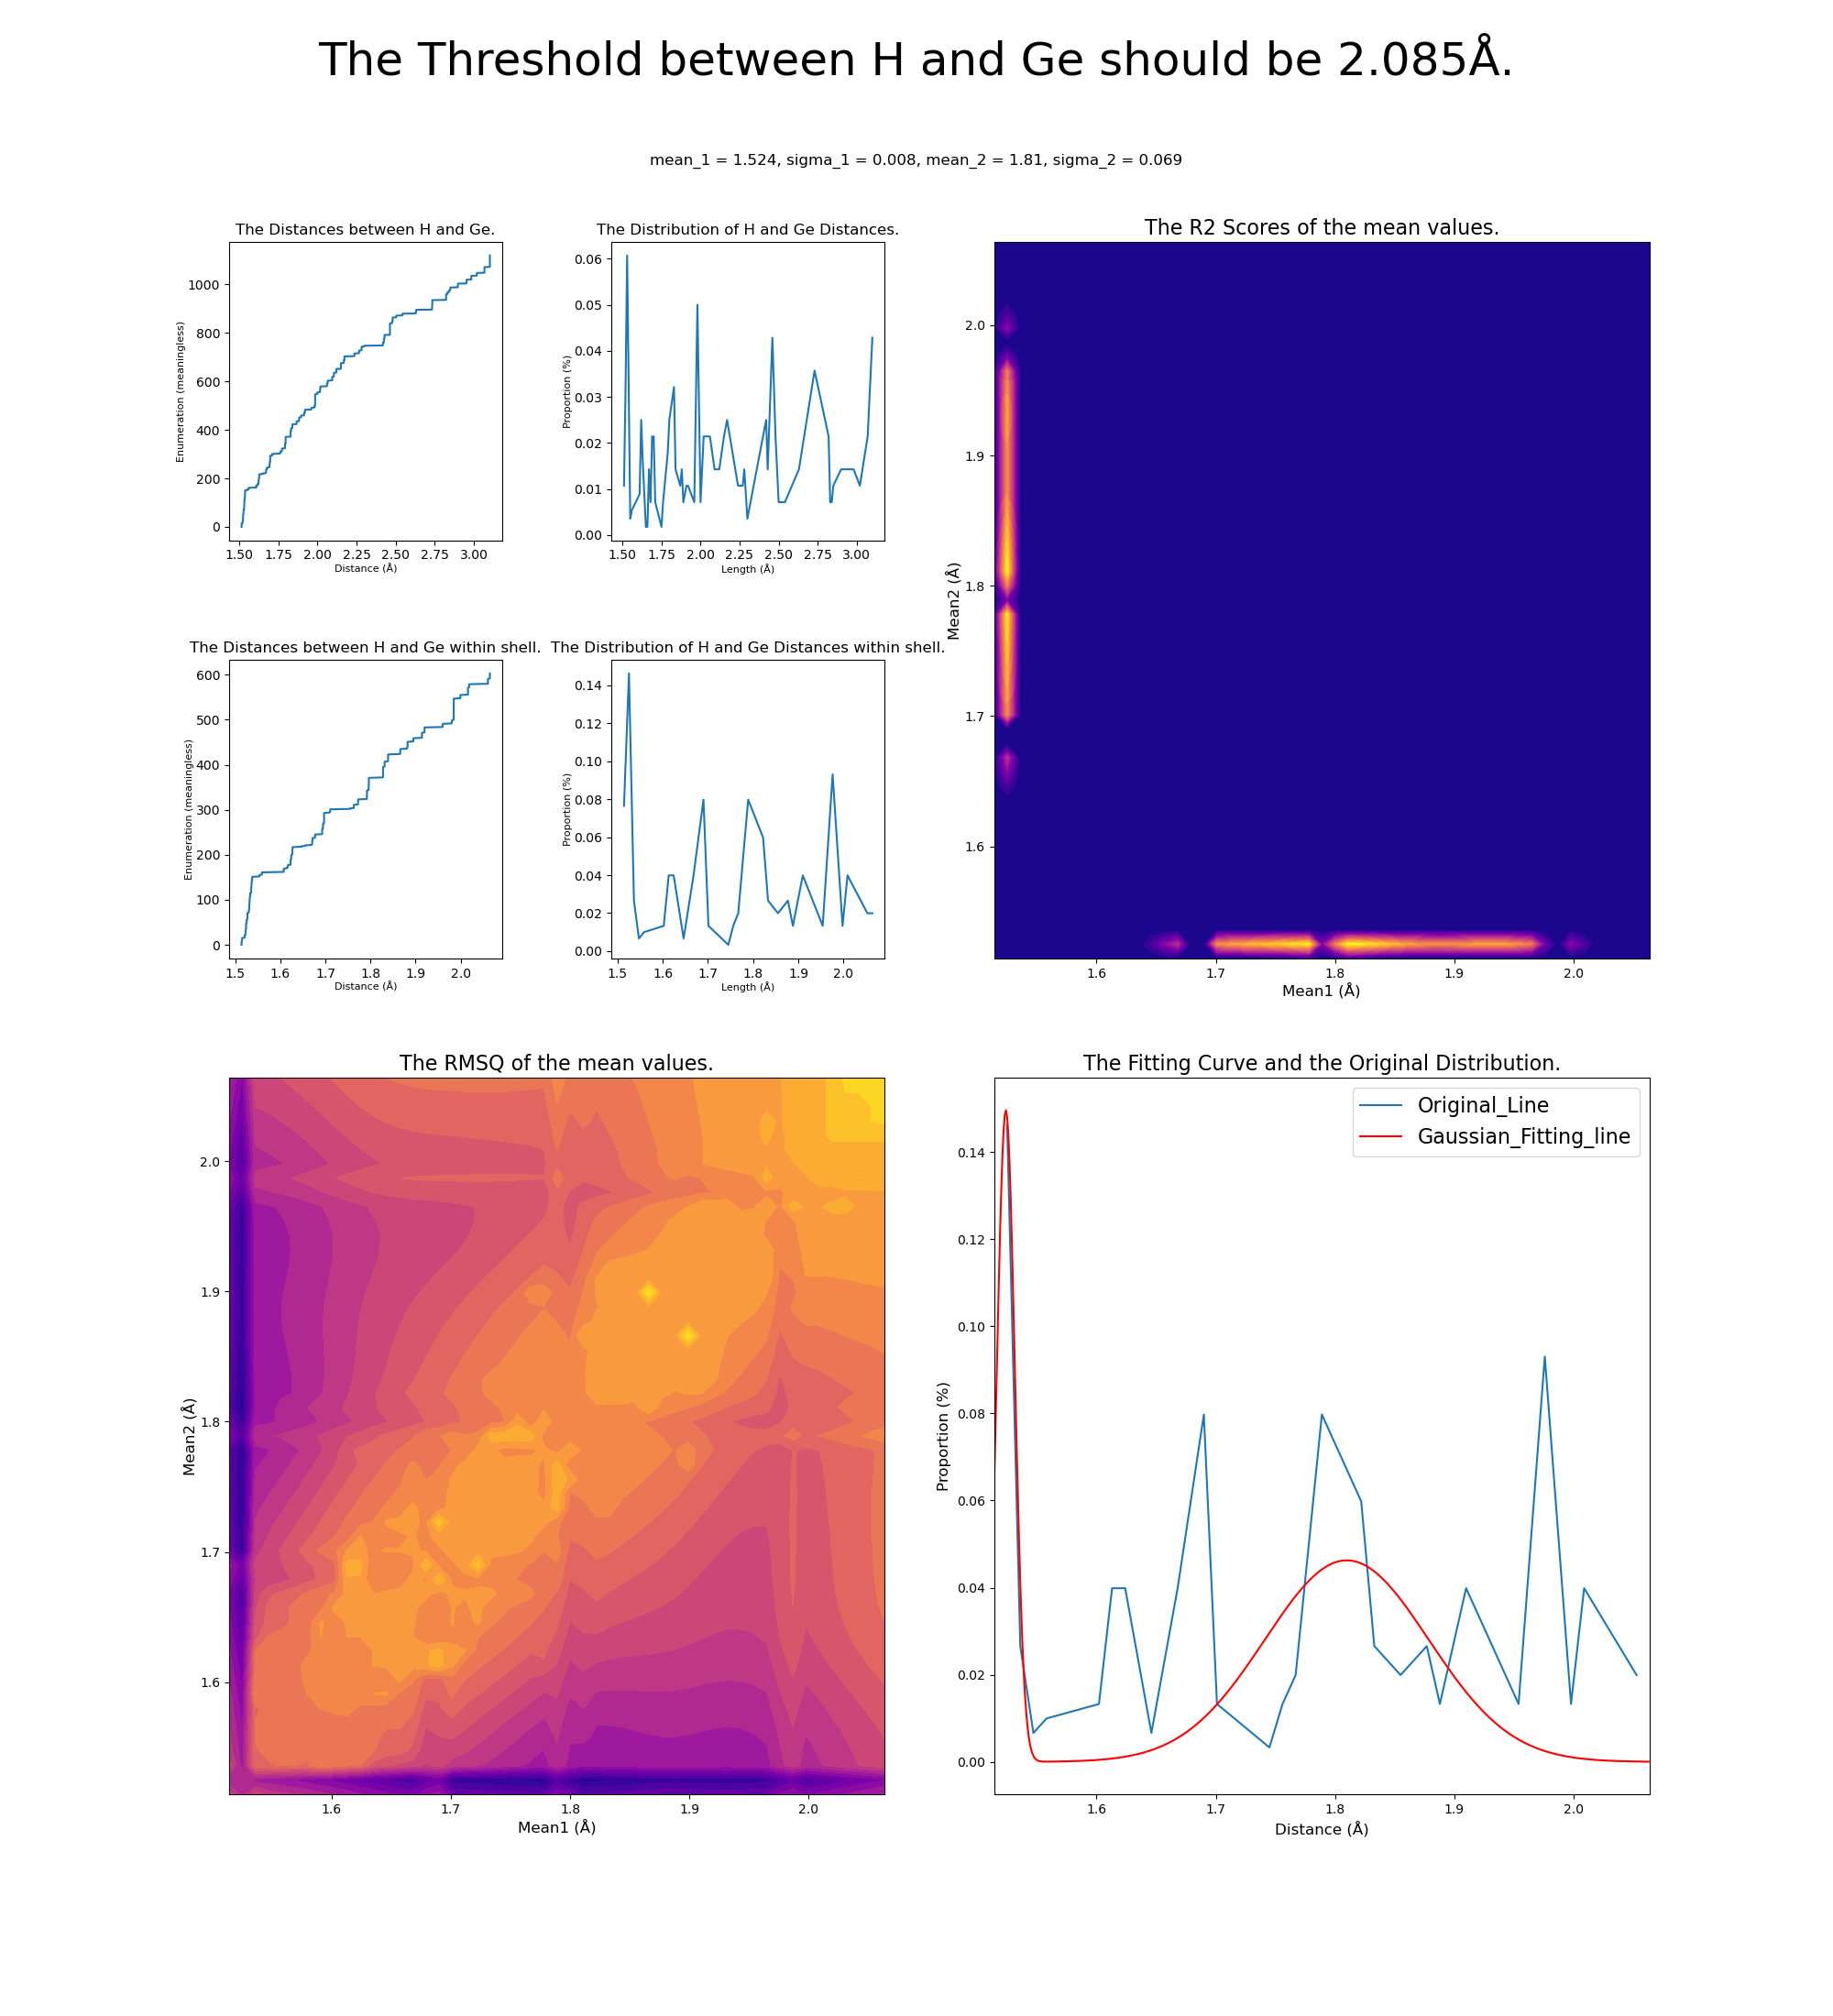 The Threshold between H and Ge should be 2.085Å.
mean_1 = 1.524, sigma_1 = 0.008, mean_2 = 1.81, sigma_2 = 0.069
The Distances between H and Ge.
Enumeration (meaningless)
1000
800
600
400
200
0
1.50 1.75 2.00 2.25 2.50 2.75 3.00
Distance (Å)
The Distribution of H and Ge Distances.
Proportion (%)
0.06
0.05
0.04
0.03
0.02
0.01
0.00
1.50 1.75 2.00 2.25 2.50 2.75 3.00
Length (Å)
The R2 Scores of the mean values.
Mean2 (Å)
2.0
1.9
1.8
1.7
1.6
1.6 1.7 1.8 1.9 2.0
Mean1 (Å)
The Distances between H and Ge within shell.
Enumeration (meaningless)
600
500
400
300
200
100
0
1.5 1.6 1.7 1.8 1.9 2.0
Distance (Å)
The Distribution of H and Ge Distances within shell.
Proportion (%)
0.14
0.12
0.10
0.08
0.06
0.04
0.02
0.00
1.5 1.6 1.7 1.8 1.9 2.0
Length (Å)
The RMSQ of the mean values.
Mean2 (Å)
2.0
1.9
1.8
1.7
1.6
1.6 1.7 1.8 1.9 2.0
Mean1 (Å)
The Fitting Curve and the Original Distribution.
Original_Line
Gaussian_Fitting_line
Proportion (%)
0.14
0.12
0.10
0.08
0.06
0.04
0.02
0.00
1.6 1.7 1.8 1.9 2.0
Distance (Å)